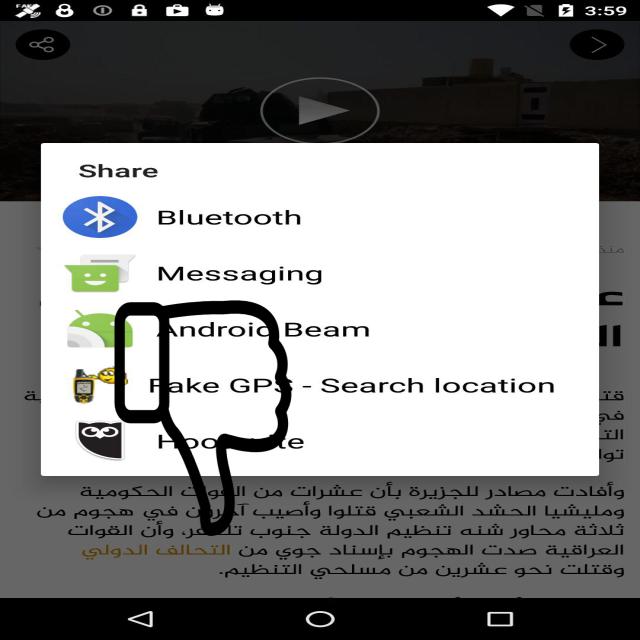 3:59
Share
Bluetooth
Messaging
Android Beam
Fake GPS - Search location
منذ
وأفادت مصادر للجزيرة بأن عشرات من القوات الحكومية
ومليشيا الحشد الشعبي قتلوا وأصيب آخرون في هجوم من
ثلاثة محاور شنه تنظيم الدولة جنوب تلعفر، وأن القوات
العراقية صدت الهجوم بإسناد جوي من التحالف الدولي
وقتلت نحو عشرين من مسلحي التنظيم.